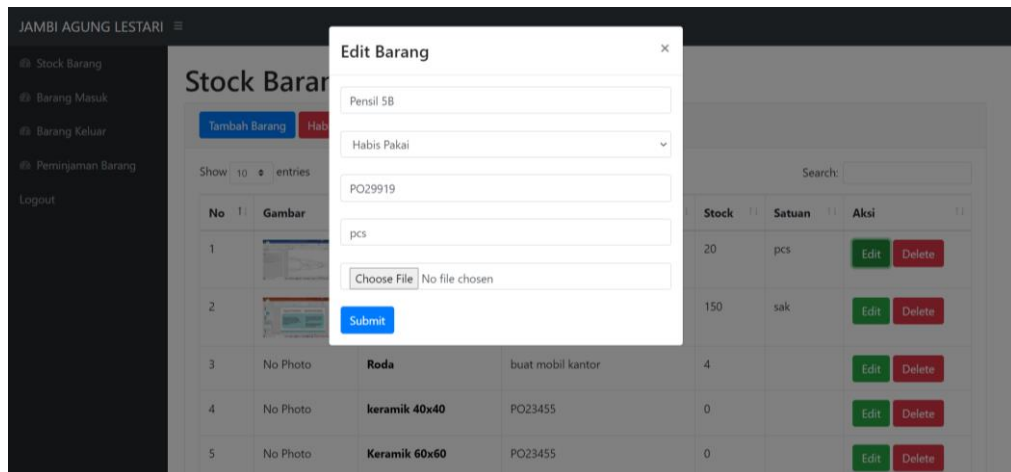 JAMBI AGUNG LESTARI
Stock Barang
Barang Masuk
Barang Keluar
Peminjaman Barang
Logout
Stock Barar
Tambah Barang Hab
Show 10 entries Search:
No Gambar Stock Satuan Aksi
1 20 pcs Edit Delete
2 150 sak Edit Delete
3 No Photo Roda buat mobil kantor 4 Edit Delete
4 No Photo keramik 40x40 PO23455 0 Edit Delete
5 No Photo Keramik 60x60 PO23455 0 Edit Delete
Edit Barang ×
Pensil 5B
Habis Pakai
PO29919
pcs
Choose File No file chosen
Submit